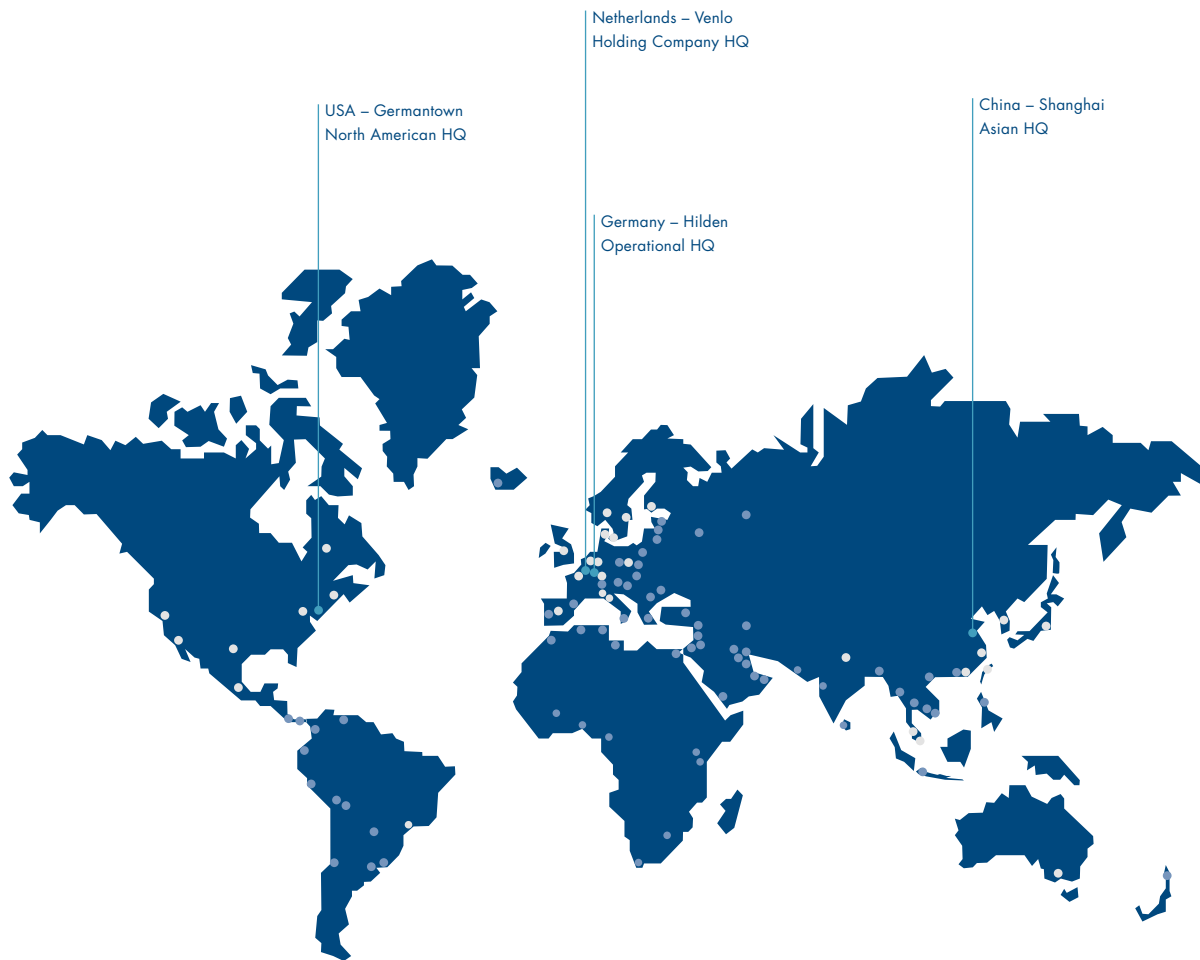 Netherlands – Venlo
Holding Company HQ
USA – Germantown
North American HQ
China – Shanghai
Asian HQ
Germany – Hilden
Operational HQ